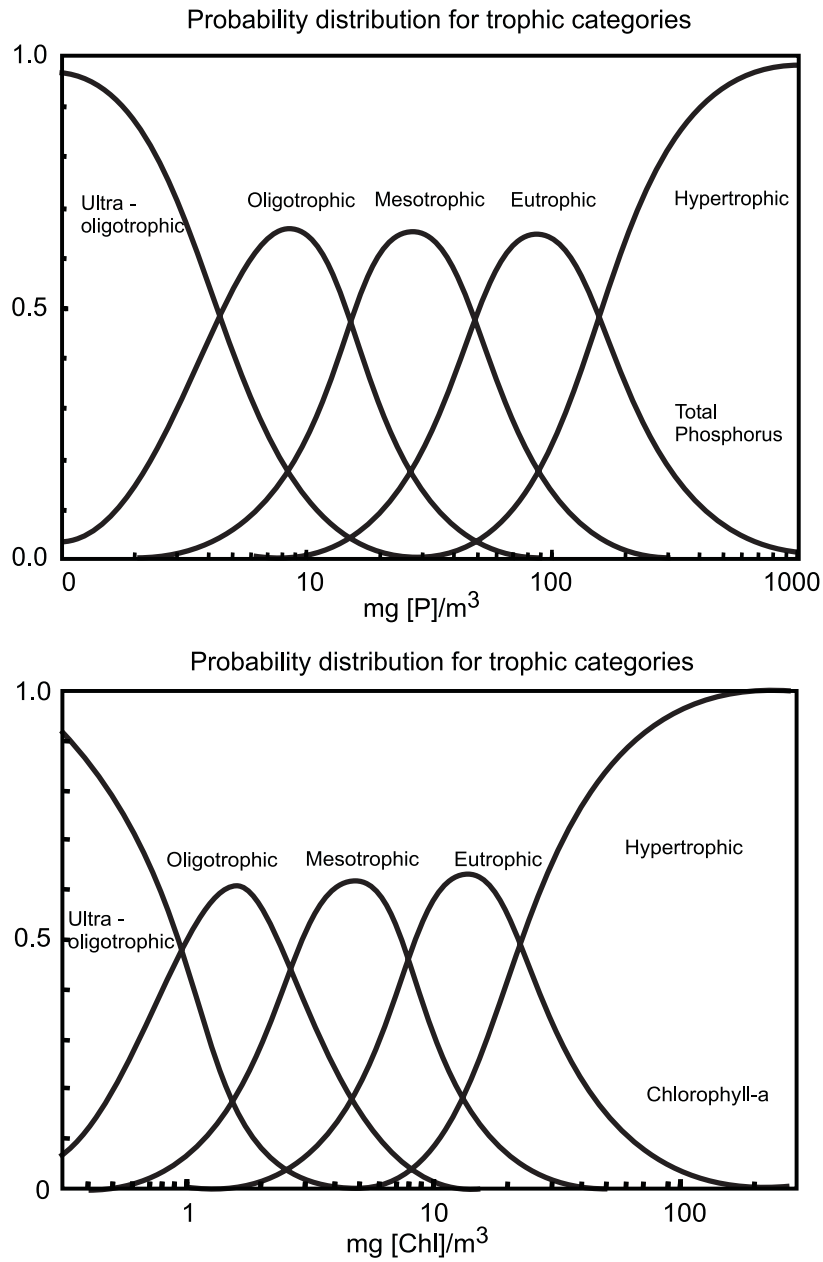 Probability distribution for trophic categories
1.0
Ultra -
oligotrophic
Oligotrophic
Mesotrophic
Eutrophic
Hypertrophic
0.5
Total
Phosphorus
0.0
0
10
100
1000
mg [P]/m³
Probability distribution for trophic categories
1.0
Oligotrophic
Mesotrophic
Eutrophic
Hypertrophic
Ultra -
oligotrophic
0.5
Chlorophyll-a
0
1
10
100
mg [Chl]/m³